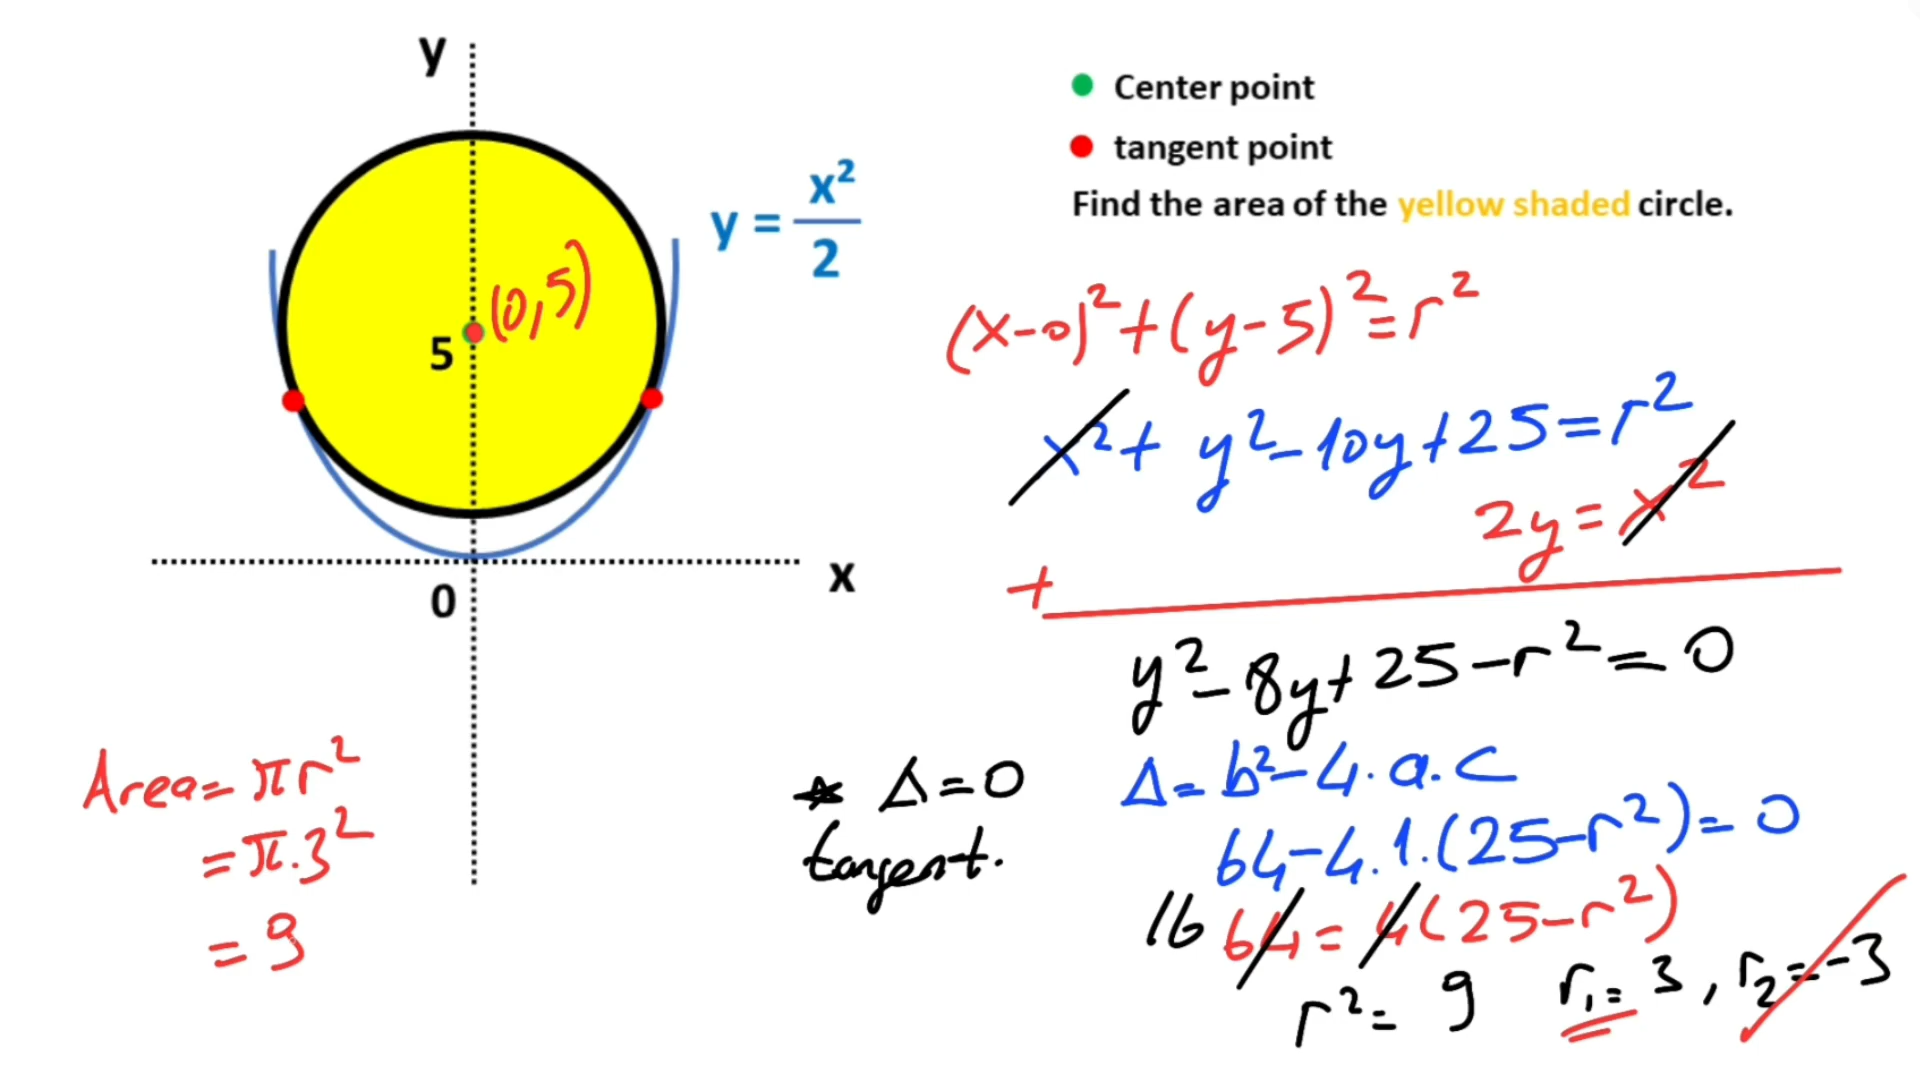 y
y = x²/2
(0,5)
5
x
0
Center point
tangent point
Find the area of the yellow shaded circle.
(x-0)²+(y-5)²=r²
x²+ y²-10y+25=r²
2y=x²
+
y²-8y+25-r²=0
* Δ=0
tangent.
Δ=b²-4.a.c
64-4.1.(25-r²)=0
16 64=4(25-r²)
r²= 9 r₁=3, r₂=-3
Area=πr²
=π.3²
=9